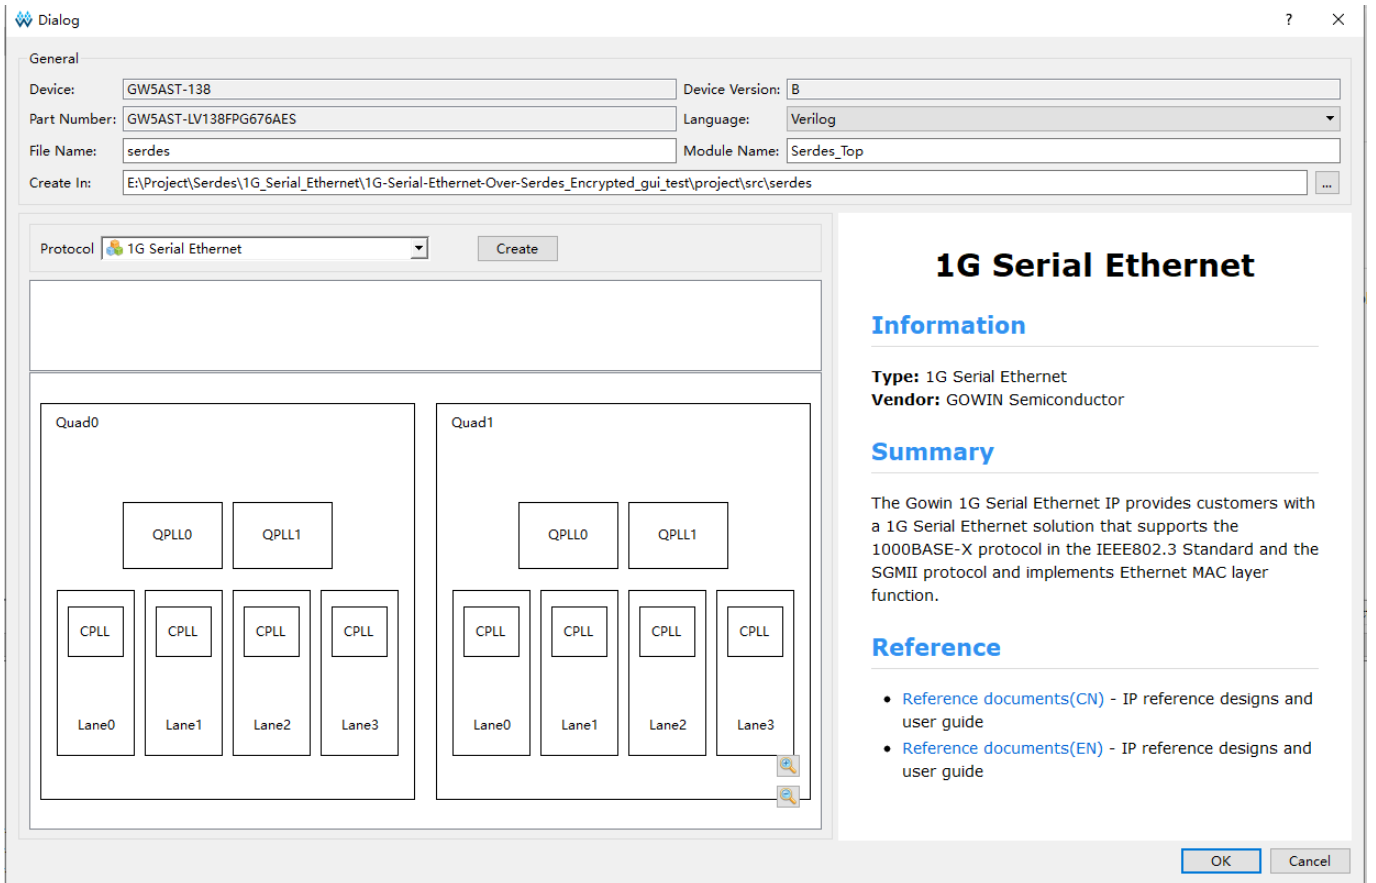 Dialog
?
General
Device: GW5AST-138 Device Version: B
Part Number: GW5AST-LV138FPG676AES Language: Verilog
File Name: serdes Module Name: Serdes_Top
Create In: E:\Project\Serdes\1G_Serial_Ethernet\1G-Serial-Ethernet-Over-Serdes_Encrypted_gui_test\project\src\serdes ...
Protocol 1G Serial Ethernet Create
Quad0
QPLL0 QPLL1
CPLL CPLL CPLL CPLL
Lane0 Lane1 Lane2 Lane3
Quad1
QPLL0 QPLL1
CPLL CPLL CPLL CPLL
Lane0 Lane1 Lane2 Lane3
1G Serial Ethernet
Information
Type: 1G Serial Ethernet
Vendor: GOWIN Semiconductor
Summary
The Gowin 1G Serial Ethernet IP provides customers with
a 1G Serial Ethernet solution that supports the
1000BASE-X protocol in the IEEE802.3 Standard and the
SGMII protocol and implements Ethernet MAC layer
function.
Reference
• Reference documents(CN) - IP reference designs and
user guide
• Reference documents(EN) - IP reference designs and
user guide
OK Cancel